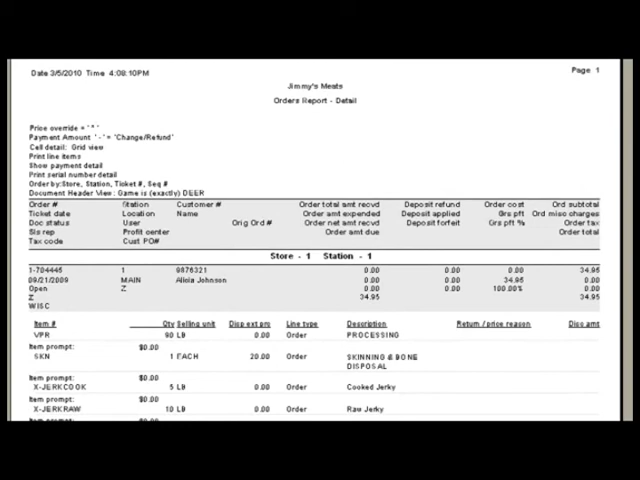 Date 3/5/2010 Time 4:08:10PM Page 1
Jimmy's Meats
Orders Report - Detail
Price override = ' * '
Payment Amount ' - ' = 'Change/Refund'
Cell detail: Grid view
Print line items
Show payment detail
Print serial number detail
Order by:Store, Station, Ticket #, Seq #
Document Header View: Game is (exactly) DEER
Order # Station Customer # Order total amt recvd Deposit refund Order cost Ord subtotal
Ticket date Location Name Order amt expended Deposit applied Grs pft Ord misc charges
Doc status User Orig Ord # Order net amt recvd Deposit forfeit Grs pft % Order tax
Sls rep Profit center Order amt due Order total
Tax code Cust PO#
Store - 1 Station - 1
1-704445 1 9876321 0.00 0.00 0.00 34.95
09/21/2009 MAIN Alicia Johnson 0.00 0.00 34.95 0.00
Open Z 0.00 0.00 100.00% 0.00
Z 34.95 34.95
WISC
Item # Qty Selling unit Disp ext prc Line type Description Return / price reason Disc amt
VPR 90 LB 0.00 Order PROCESSING
Item prompt: $0.00
SKN 1 EACH 20.00 Order SKINNING & BONE
DISPOSAL
Item prompt: $0.00
X-JERKCOOK 5 LB 0.00 Order Cooked Jerky
Item prompt: $0.00
X-JERKRAW 10 LB 0.00 Order Raw Jerky
Item prompt: $0.00